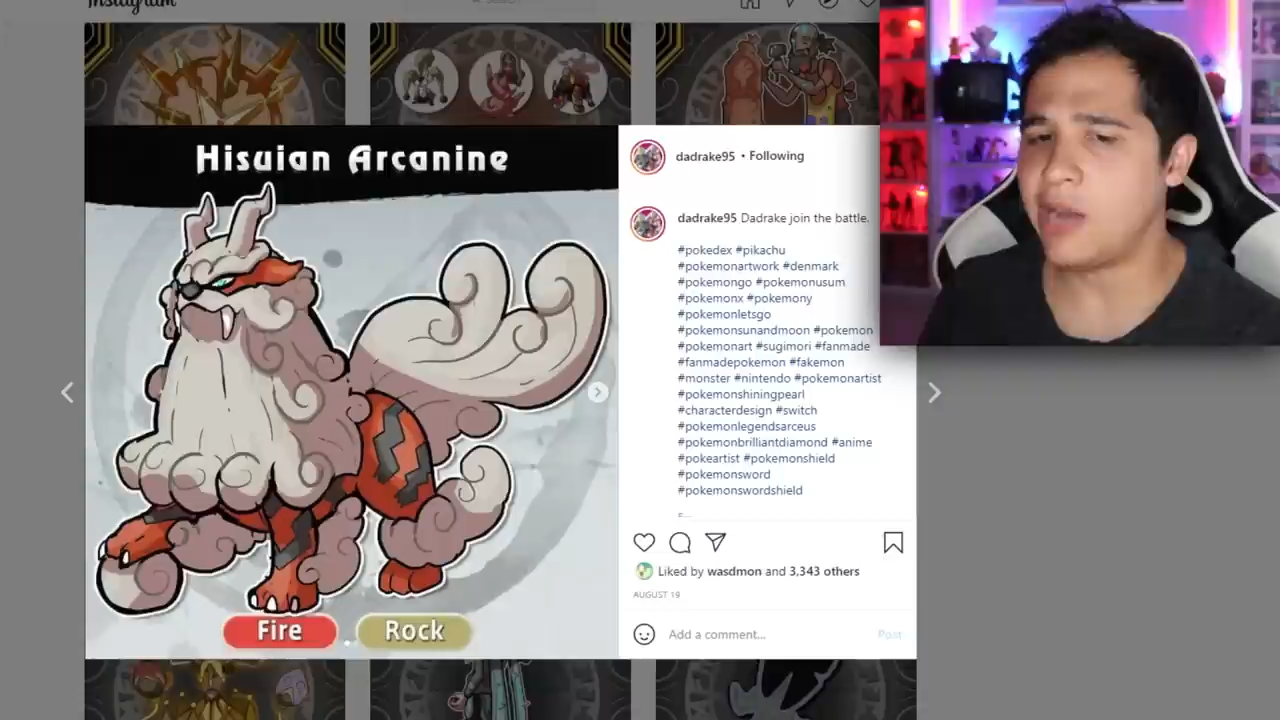 Instagram
Search
Hisuian Arcanine
Fire
Rock
dadrake95 • Following
dadrake95 Dadrake join the battle.
#pokedex #pikachu
#pokemonartwork #denmark
#pokemongo #pokemonusum
#pokemonx #pokemony
#pokemonletsgo
#pokemonsunandmoon #pokemon
#pokemonart #sugimori #fanmade
#fanmadepokemon #fakemon
#monster #nintendo #pokemonartist
#pokemonshiningpearl
#characterdesign #switch
#pokemonlegendsarceus
#pokemonbrilliantdiamond #anime
#pokeartist #pokemonshield
#pokemonsword
#pokemonswordshield
Liked by wasdmon and 3,343 others
AUGUST 19
Add a comment...
Post